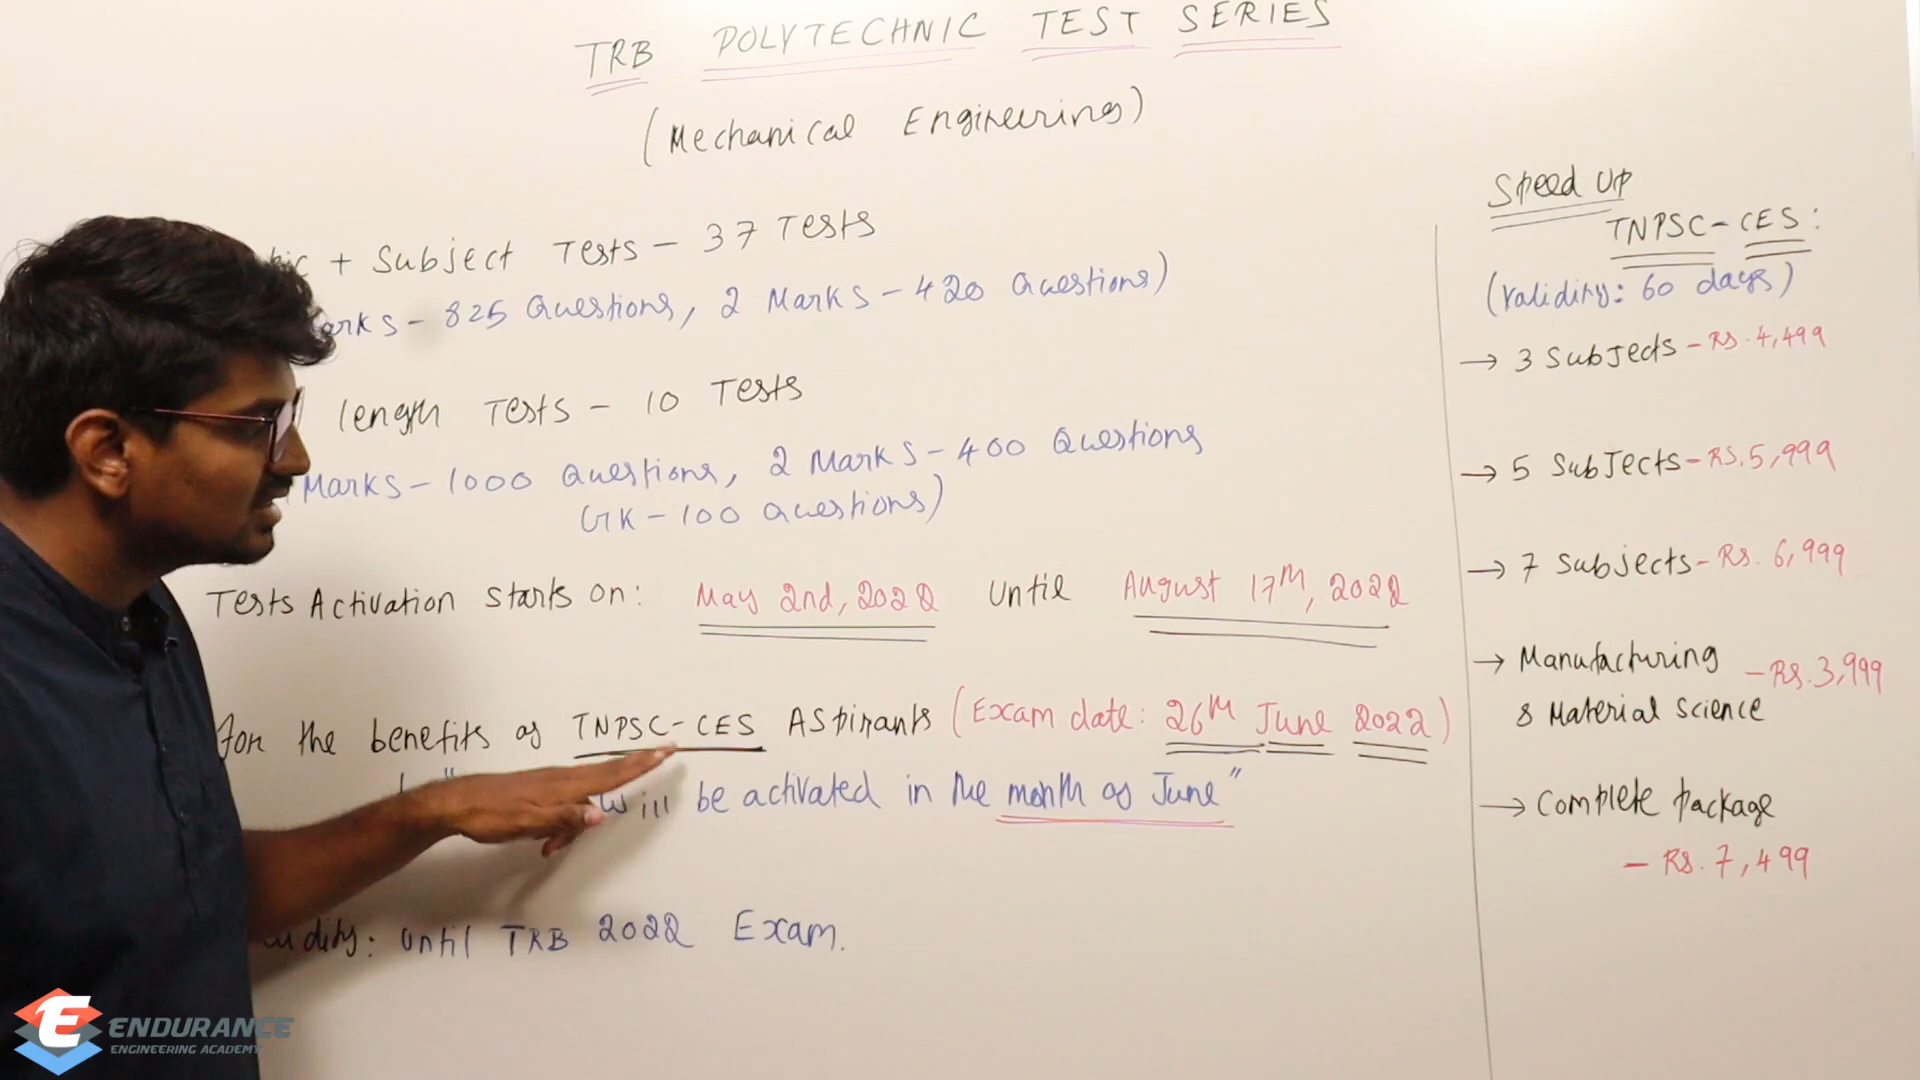 TRB POLYTECHNIC TEST SERIES
(Mechanical Engineering)
+ Subject Tests - 37 Tests
arks - 825 Questions, 2 Marks - 420 Questions)
length Tests - 10 Tests
Marks - 1000 Questions, 2 Marks - 400 Questions
GK - 100 Questions)
Tests Activation starts on: May 2nd, 2022 Until August 17th, 2022
for the benefits of TNPSC-CES Aspirants (Exam date: 26th June 2022)
will be activated in the month of June"
idity: Until TRB 2022 Exam.
Speed Up
TNPSC-CES:
(Validity: 60 days)
→ 3 Subjects - Rs. 4,499
→ 5 Subjects - RS. 5,999
→ 7 Subjects - Rs. 6,999
→ Manufacturing - Rs. 3,999
& Material Science
→ Complete package
- Rs. 7,499
E ENDURANCE
ENGINEERING ACADEMY